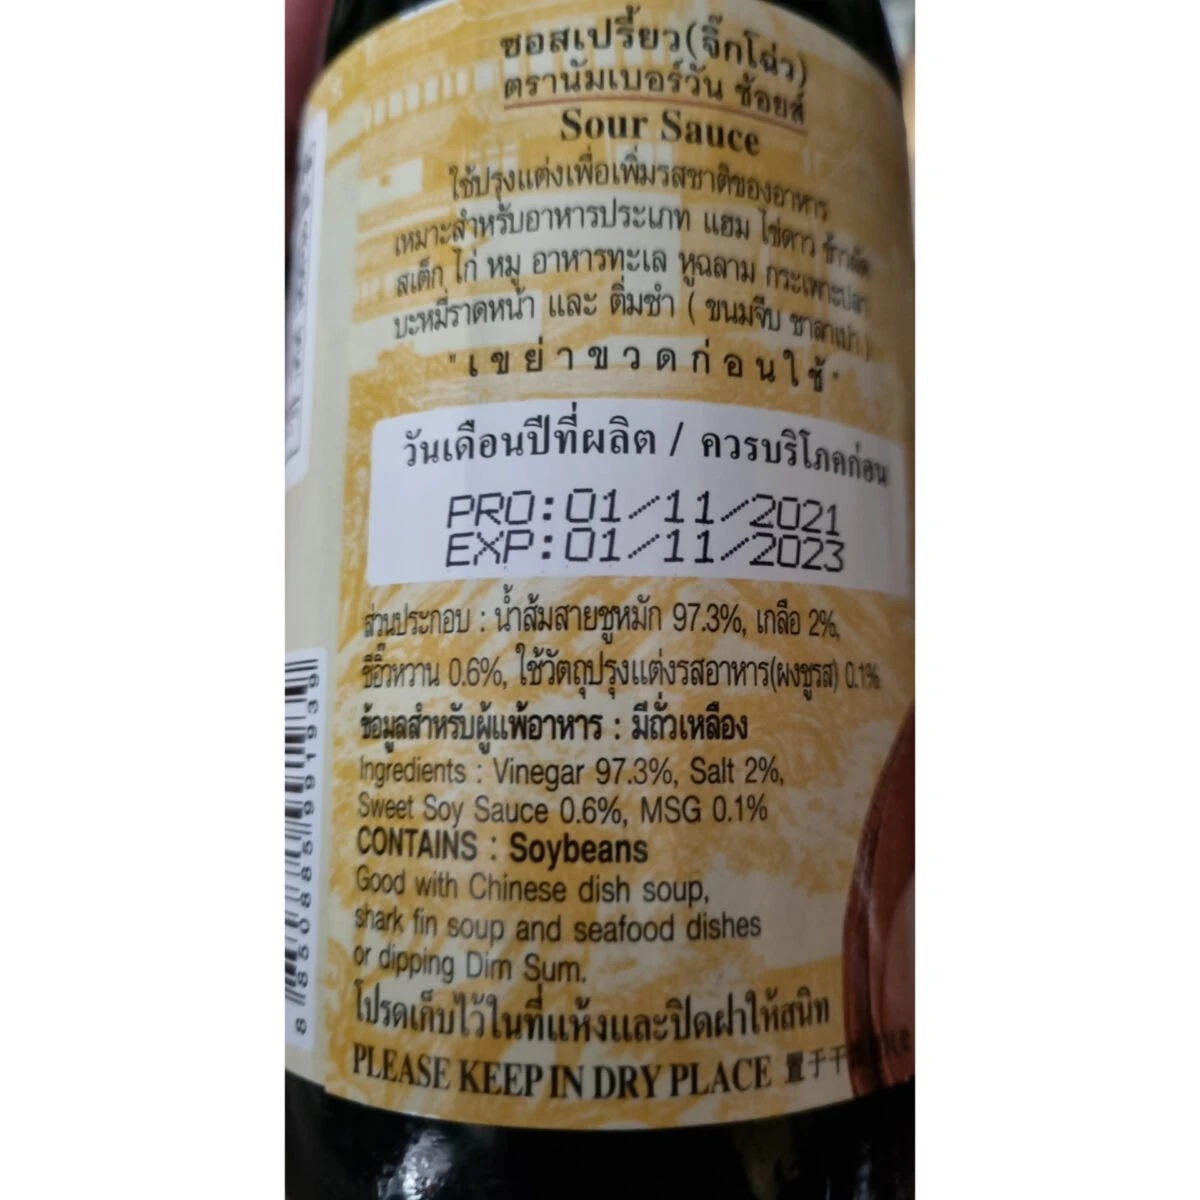 ซอสเปรี้ยว(จิ๊กโฉ่ว)
ตรานัมเบอร์วัน ช้อยส์
Sour Sauce
ใช้ปรุงแต่งเพื่อเพิ่มรสชาติของอาหาร
เหมาะสำหรับอาหารประเภท แฮม ไข่ดาว ข้าวผัด
สเต็ก ไก่ หมู อาหารทะเล หูฉลาม กระเพาะปลา
บะหมี่ราดหน้า และ ติ่มซำ ( ขนมจีบ ซาลาเปา )
"เขย่าขวดก่อนใช้"
วันเดือนปีที่ผลิต / ควรบริโภคก่อน
PRO:01/11/2021
EXP:01/11/2023
ส่วนประกอบ : น้ำส้มสายชูหมัก 97.3%, เกลือ 2%,
ซีอิ๊วหวาน 0.6%, ใช้วัตถุปรุงแต่งรสอาหาร(ผงชูรส) 0.1%
ข้อมูลสำหรับผู้แพ้อาหาร : มีถั่วเหลือง
Ingredients : Vinegar 97.3%, Salt 2%,
Sweet Soy Sauce 0.6%, MSG 0.1%
CONTAINS : Soybeans
Good with Chinese dish soup,
shark fin soup and seafood dishes
or dipping Dim Sum.
โปรดเก็บไว้ในที่แห้งและปิดฝาให้สนิท
PLEASE KEEP IN DRY PLACE 置于干
8 850885 991939